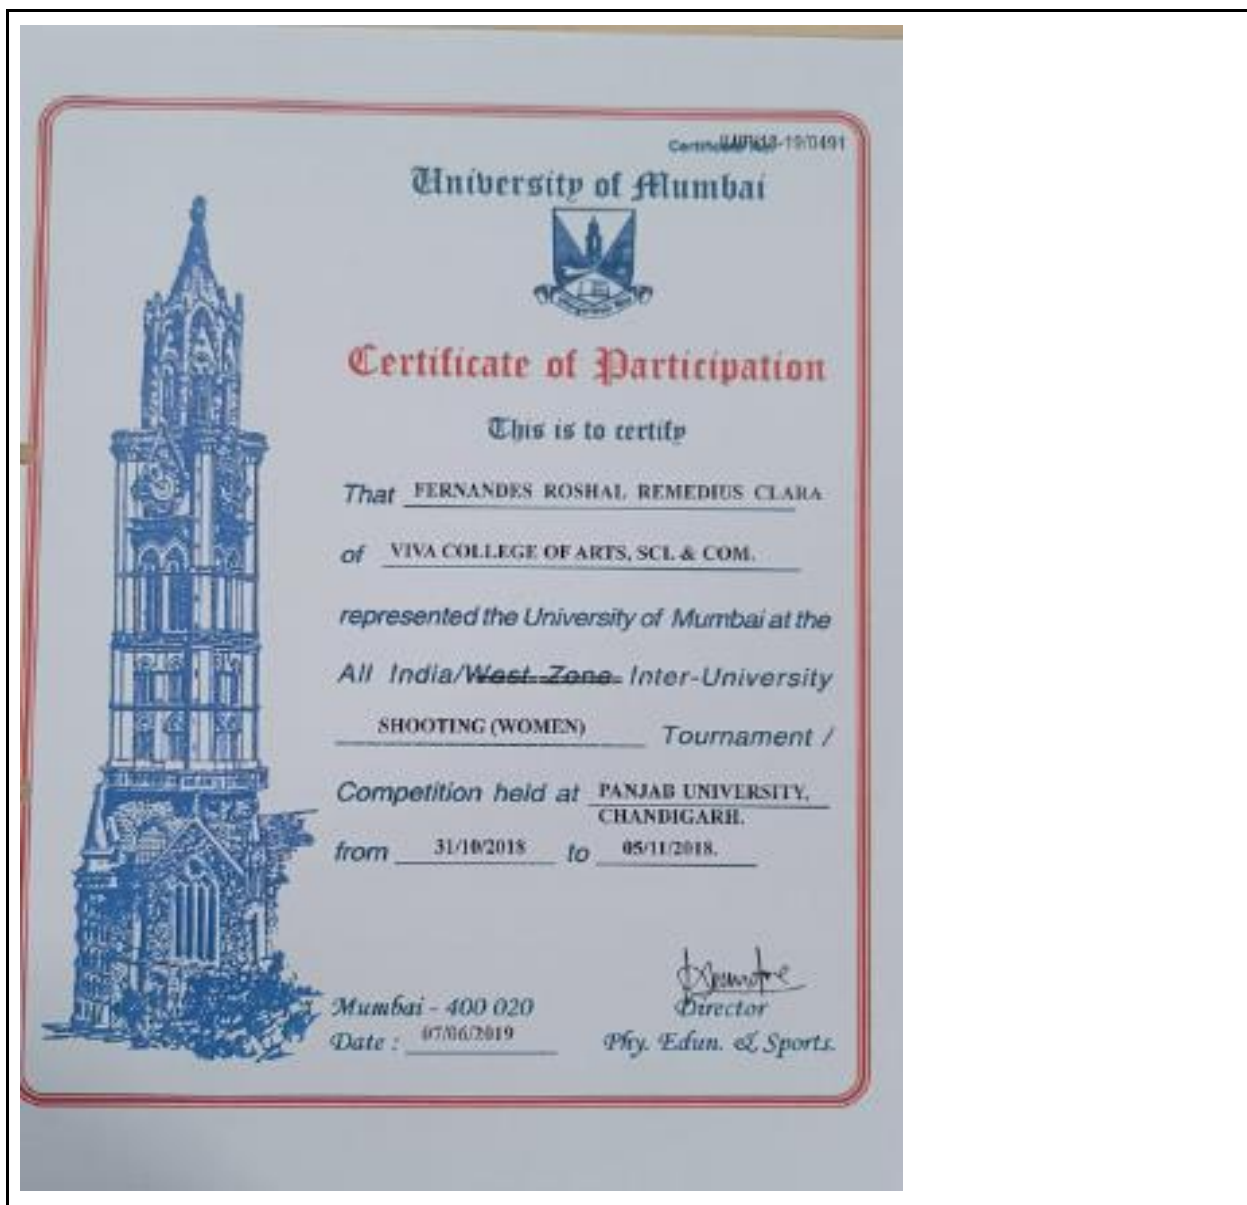 -19/0491
University of Mumbai
Certificate of Participation
This is to certify
That FERNANDES ROSHAL REMEDIUS CLARA
of VIVA COLLEGE OF ARTS, SCI. & COM.
represented the University of Mumbai at the
All India/West Zone Inter-University
SHOOTING (WOMEN) Tournament /
Competition held at PANJAB UNIVERSITY,
CHANDIGARH.
from 31/10/2018 to 05/11/2018.
Mumbai - 400 020
Director
Date : 07/06/2019
Phy. Edun. & Sports.